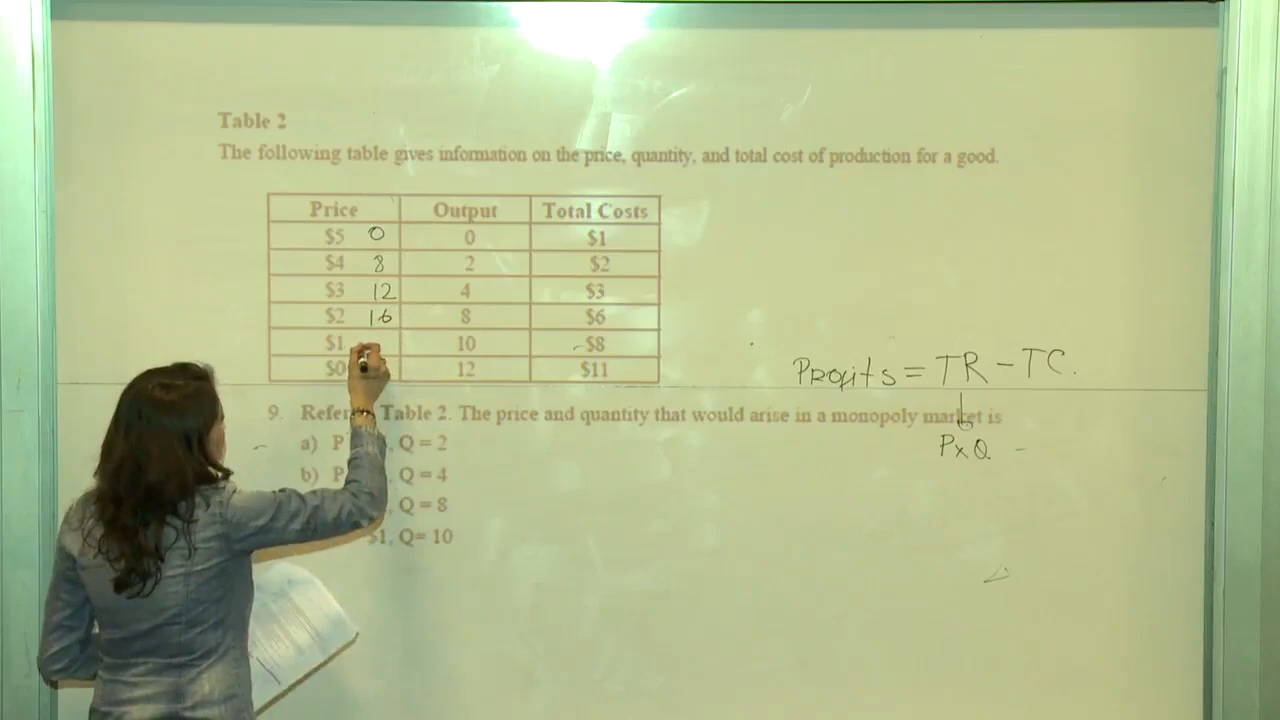 Table 2
The following table gives information on the price, quantity, and total cost of production for a good.
Price Output Total Costs
$5 0 0 $1
$4 8 2 $2
$3 12 4 $3
$2 16 8 $6
$1 10 $8
$0 12 $11
Profits = TR - TC.
9. Refer Table 2. The price and quantity that would arise in a monopoly market is
a) P Q = 2
PxQ
b) P Q = 4
, Q = 8
$1, Q= 10